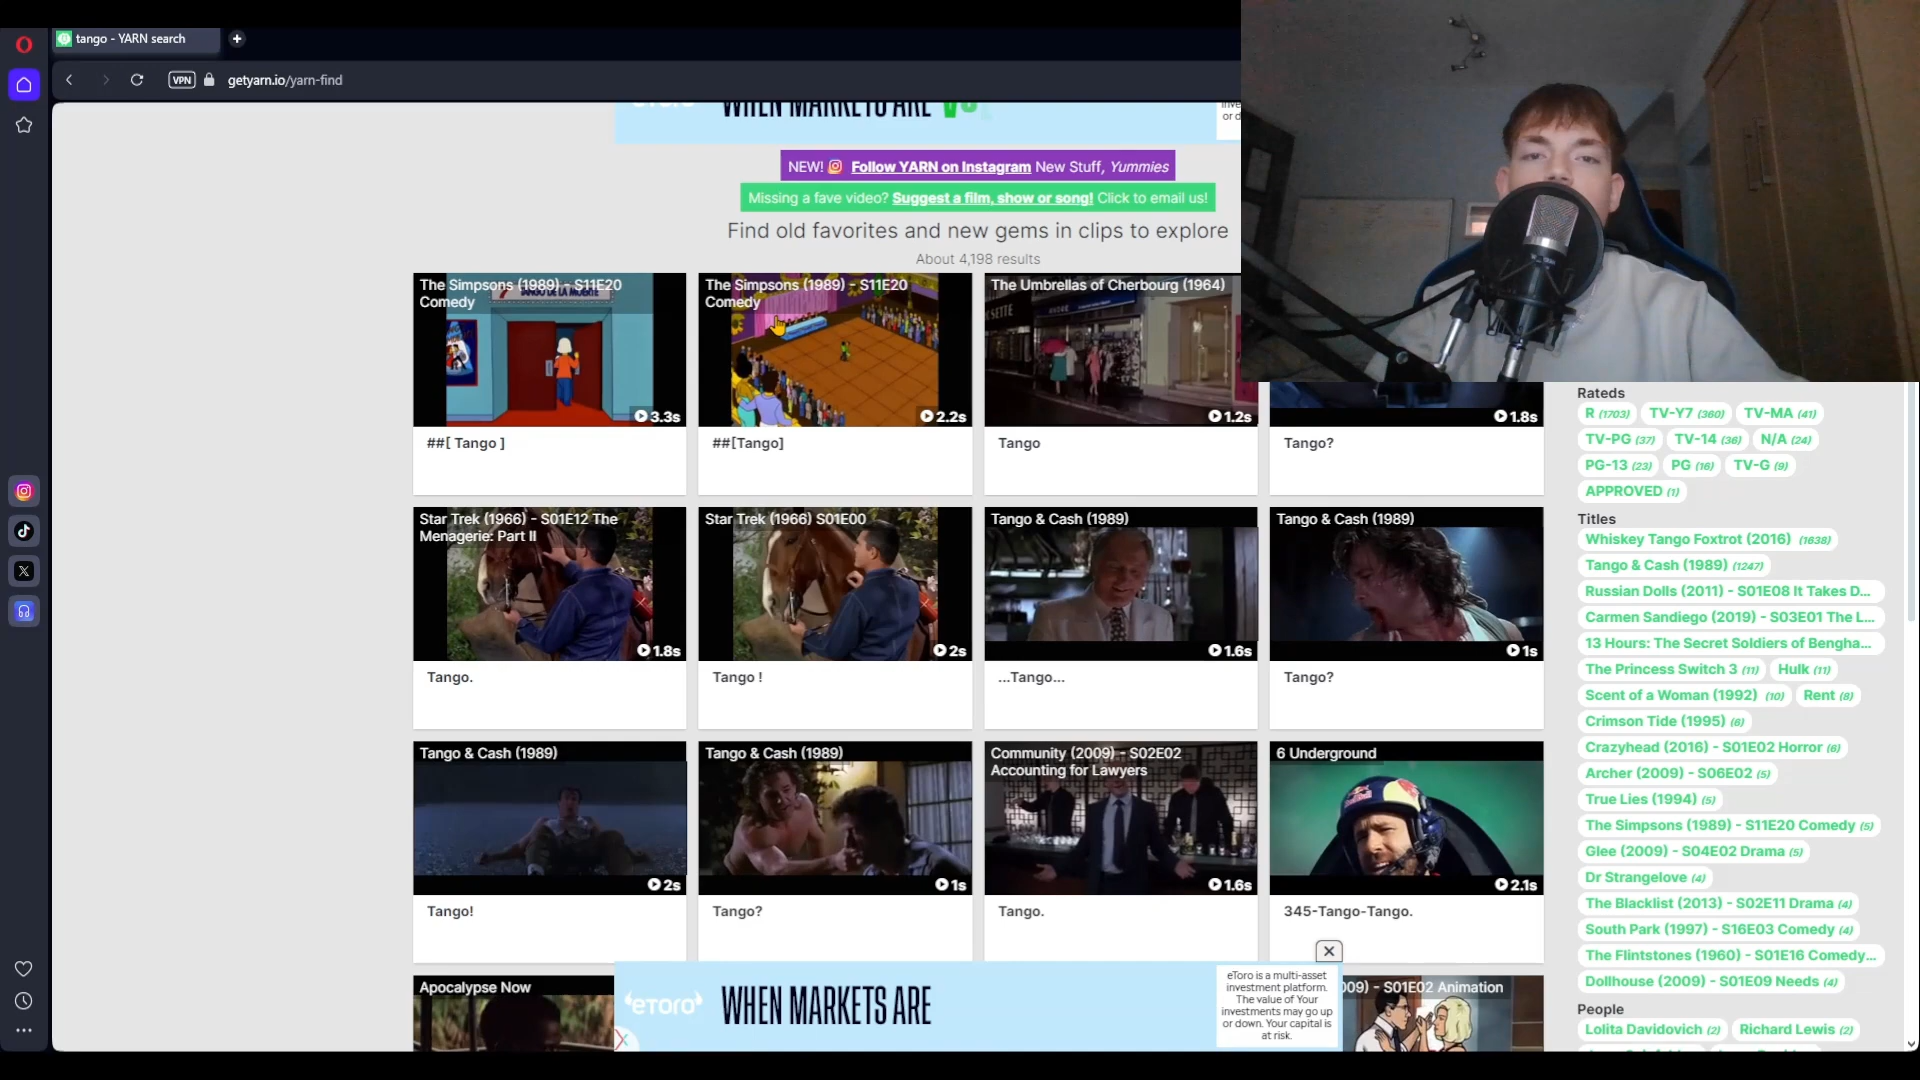 tango - YARN search
VPN
getyarn.io/yarn-find
WHEN MARKETS ARE
NEW! Follow YARN on Instagram New Stuff, Yummies
Missing a fave video? Suggest a film, show or song! Click to email us!
Find old favorites and new gems in clips to explore
About 4,198 results
The Simpsons (1989) - S11E20
Comedy
TANGO DE LA MUERTE
3.3s
##[ Tango ]
The Simpsons (1989) - S11E20
Comedy
2.2s
##[Tango]
The Umbrellas of Cherbourg (1964)
1.2s
Tango
1.8s
Tango?
Star Trek (1966) - S01E12 The
Menagerie: Part II
1.8s
Tango.
Star Trek (1966) S01E00
2s
Tango !
Tango & Cash (1989)
1.6s
...Tango...
Tango & Cash (1989)
1s
Tango?
Tango & Cash (1989)
2s
Tango!
Tango & Cash (1989)
1s
Tango?
Community (2009) - S02E02
Accounting for Lawyers
1.6s
Tango.
6 Underground
2.1s
345-Tango-Tango.
Apocalypse Now
009) - S01E02 Animation
eToro
WHEN MARKETS ARE
eToro is a multi-asset
investment platform.
The value of Your
investments may go up
or down. Your capital is
at risk.
Rateds
R (1703) TV-Y7 (360) TV-MA (41)
TV-PG (37) TV-14 (36) N/A (24)
PG-13 (23) PG (16) TV-G (9)
APPROVED (1)
Titles
Whiskey Tango Foxtrot (2016) (1638)
Tango & Cash (1989) (1247)
Russian Dolls (2011) - S01E08 It Takes D...
Carmen Sandiego (2019) - S03E01 The L...
13 Hours: The Secret Soldiers of Bengha...
The Princess Switch 3 (11) Hulk (11)
Scent of a Woman (1992) (10) Rent (8)
Crimson Tide (1995) (6)
Crazyhead (2016) - S01E02 Horror (6)
Archer (2009) - S06E02 (5)
True Lies (1994) (5)
The Simpsons (1989) - S11E20 Comedy (5)
Glee (2009) - S04E02 Drama (5)
Dr Strangelove (4)
The Blacklist (2013) - S02E11 Drama (4)
South Park (1997) - S16E03 Comedy (4)
The Flintstones (1960) - S01E16 Comedy...
Dollhouse (2009) - S01E09 Needs (4)
People
Lolita Davidovich (2) Richard Lewis (2)